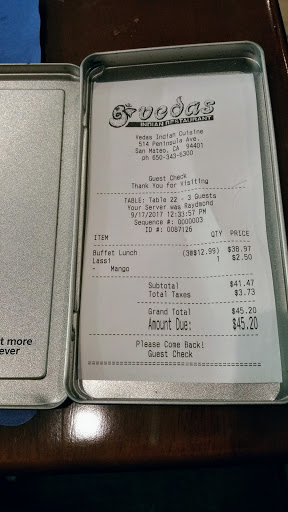 vedas
INDIAN RESTAURANT
Vedas Indian Cuisine
514 Peninsula Ave.
San Mateo, CA 94401
ph 650-343-6300
Guest Check
Thank You for Visiting
TABLE: Table 22 - 3 Guests
Your Server was Raydmond
9/17/2017 12:33:57 PM
Sequence #: 0000003
ID #: 0087126
ITEM QTY PRICE
Buffet Lunch (3@$12.99) $38.97
Lassi 1 $2.50
- Mango
Subtotal $41.47
Total Taxes $3.73
Grand Total $45.20
Amount Due: $45.20
Please Come Back!
Guest Check
t more
ever